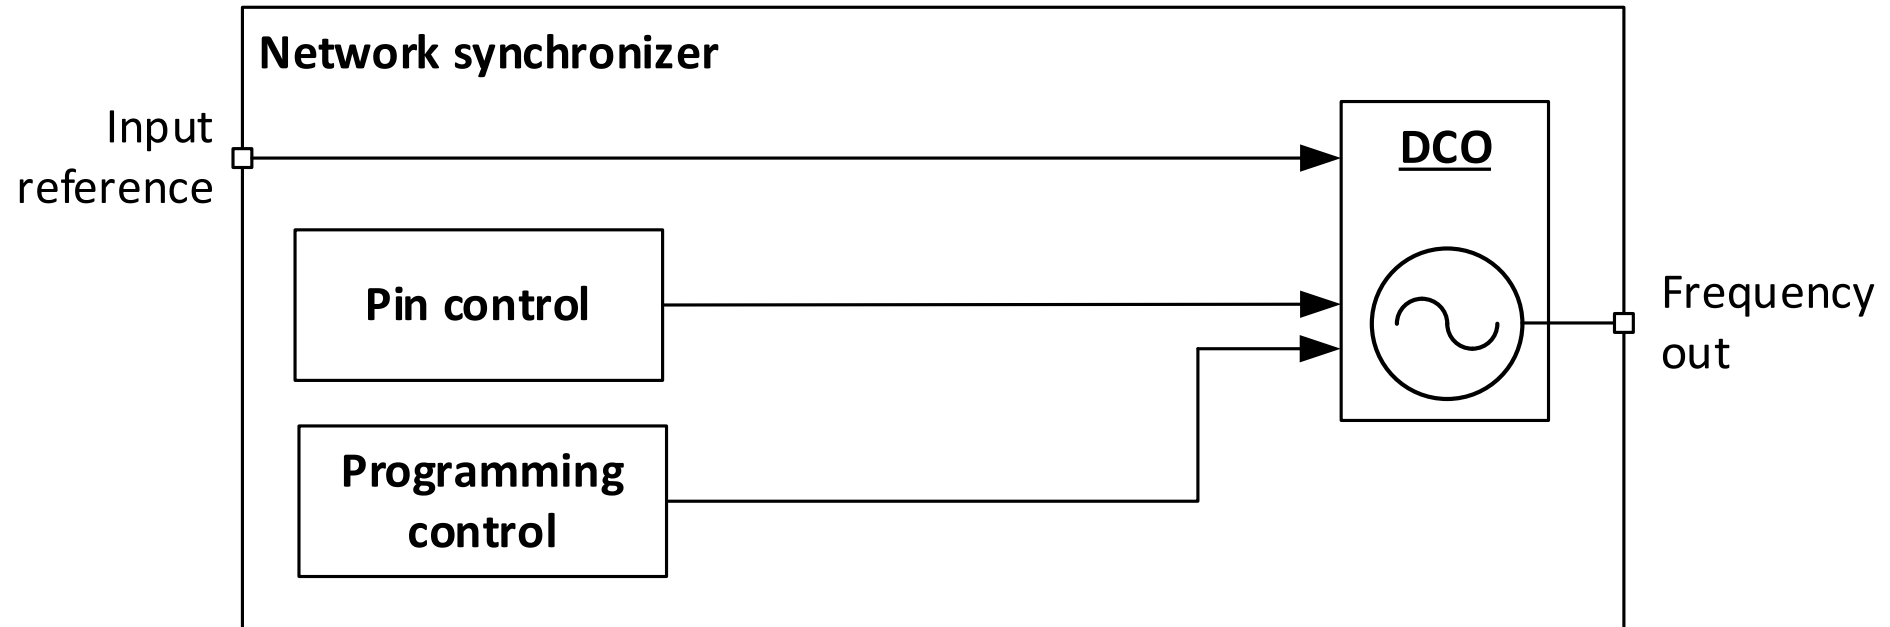 Network synchronizer
Input
reference
DCO
Pin control
Frequency
out
Programming
control